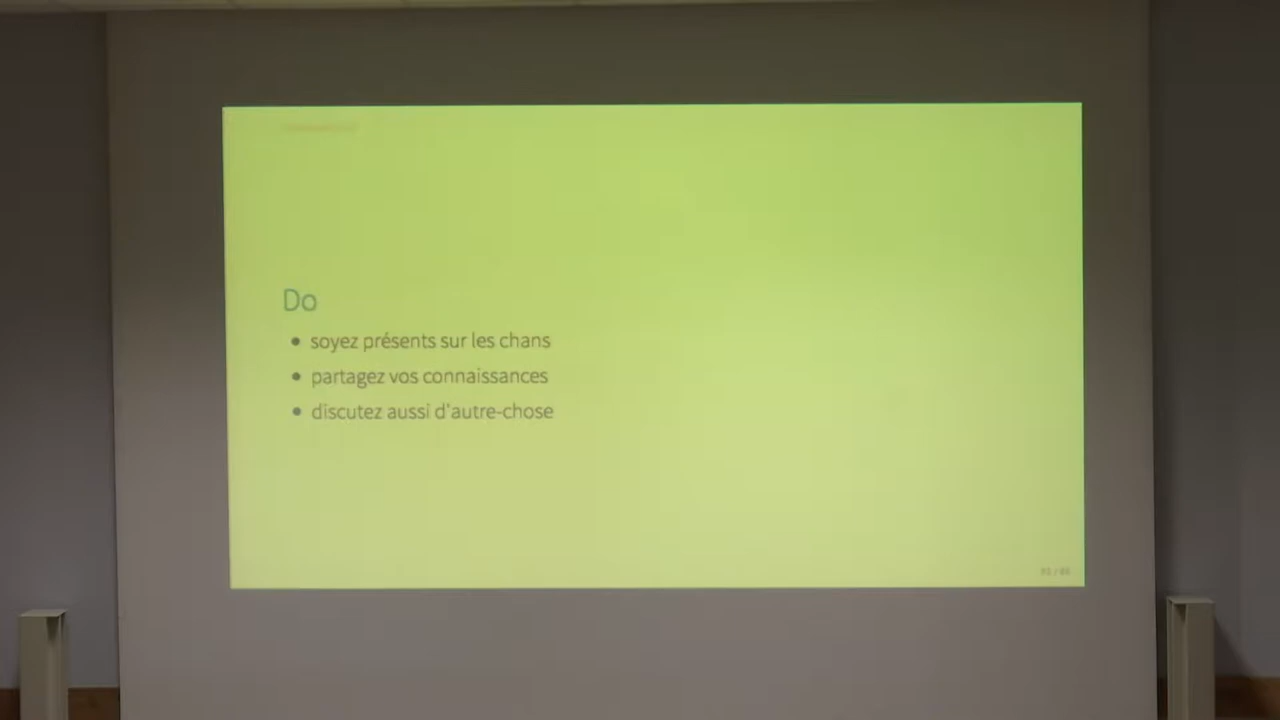 Do
soyez présents sur les chans
partagez vos connaissances
discutez aussi d'autre-chose